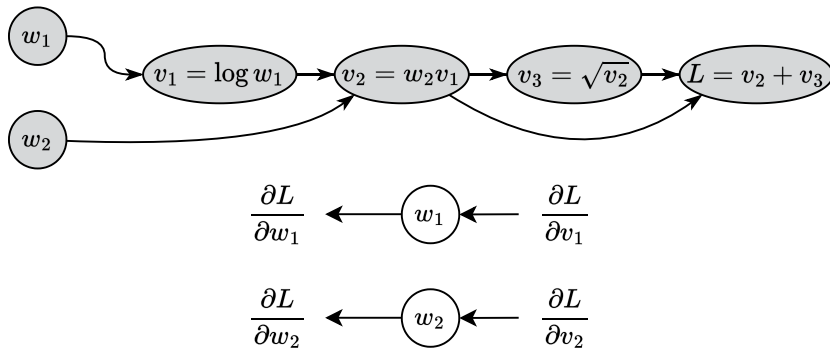 w₁
v₁ = log w₁ v₂ = w₂v₁ v₃ = √v₂ L = v₂ + v₃
w₂
∂L/∂w₁ w₁ ∂L/∂v₁
∂L/∂w₂ w₂ ∂L/∂v₂